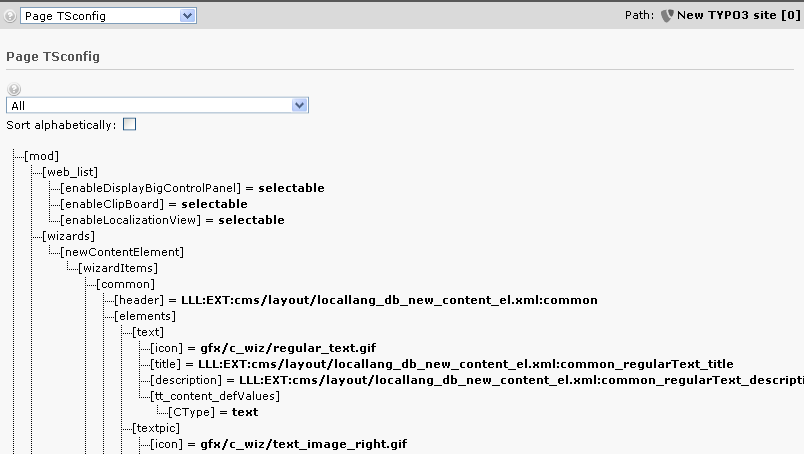 Page TSconfig
Path: New TYPO3 site [0]
Page TSconfig
All
Sort alphabetically:
[mod]
[web_list]
[enableDisplayBigControlPanel] = selectable
[enableClipBoard] = selectable
[enableLocalizationView] = selectable
[wizards]
[newContentElement]
[wizardItems]
[common]
[header] = LLL:EXT:cms/layout/locallang_db_new_content_el.xml:common
[elements]
[text]
[icon] = gfx/c_wiz/regular_text.gif
[title] = LLL:EXT:cms/layout/locallang_db_new_content_el.xml:common_regularText_title
[description] = LLL:EXT:cms/layout/locallang_db_new_content_el.xml:common_regularText_descripti
[tt_content_defValues]
[CType] = text
[textpic]
[icon] = gfx/c_wiz/text_image_right.gif